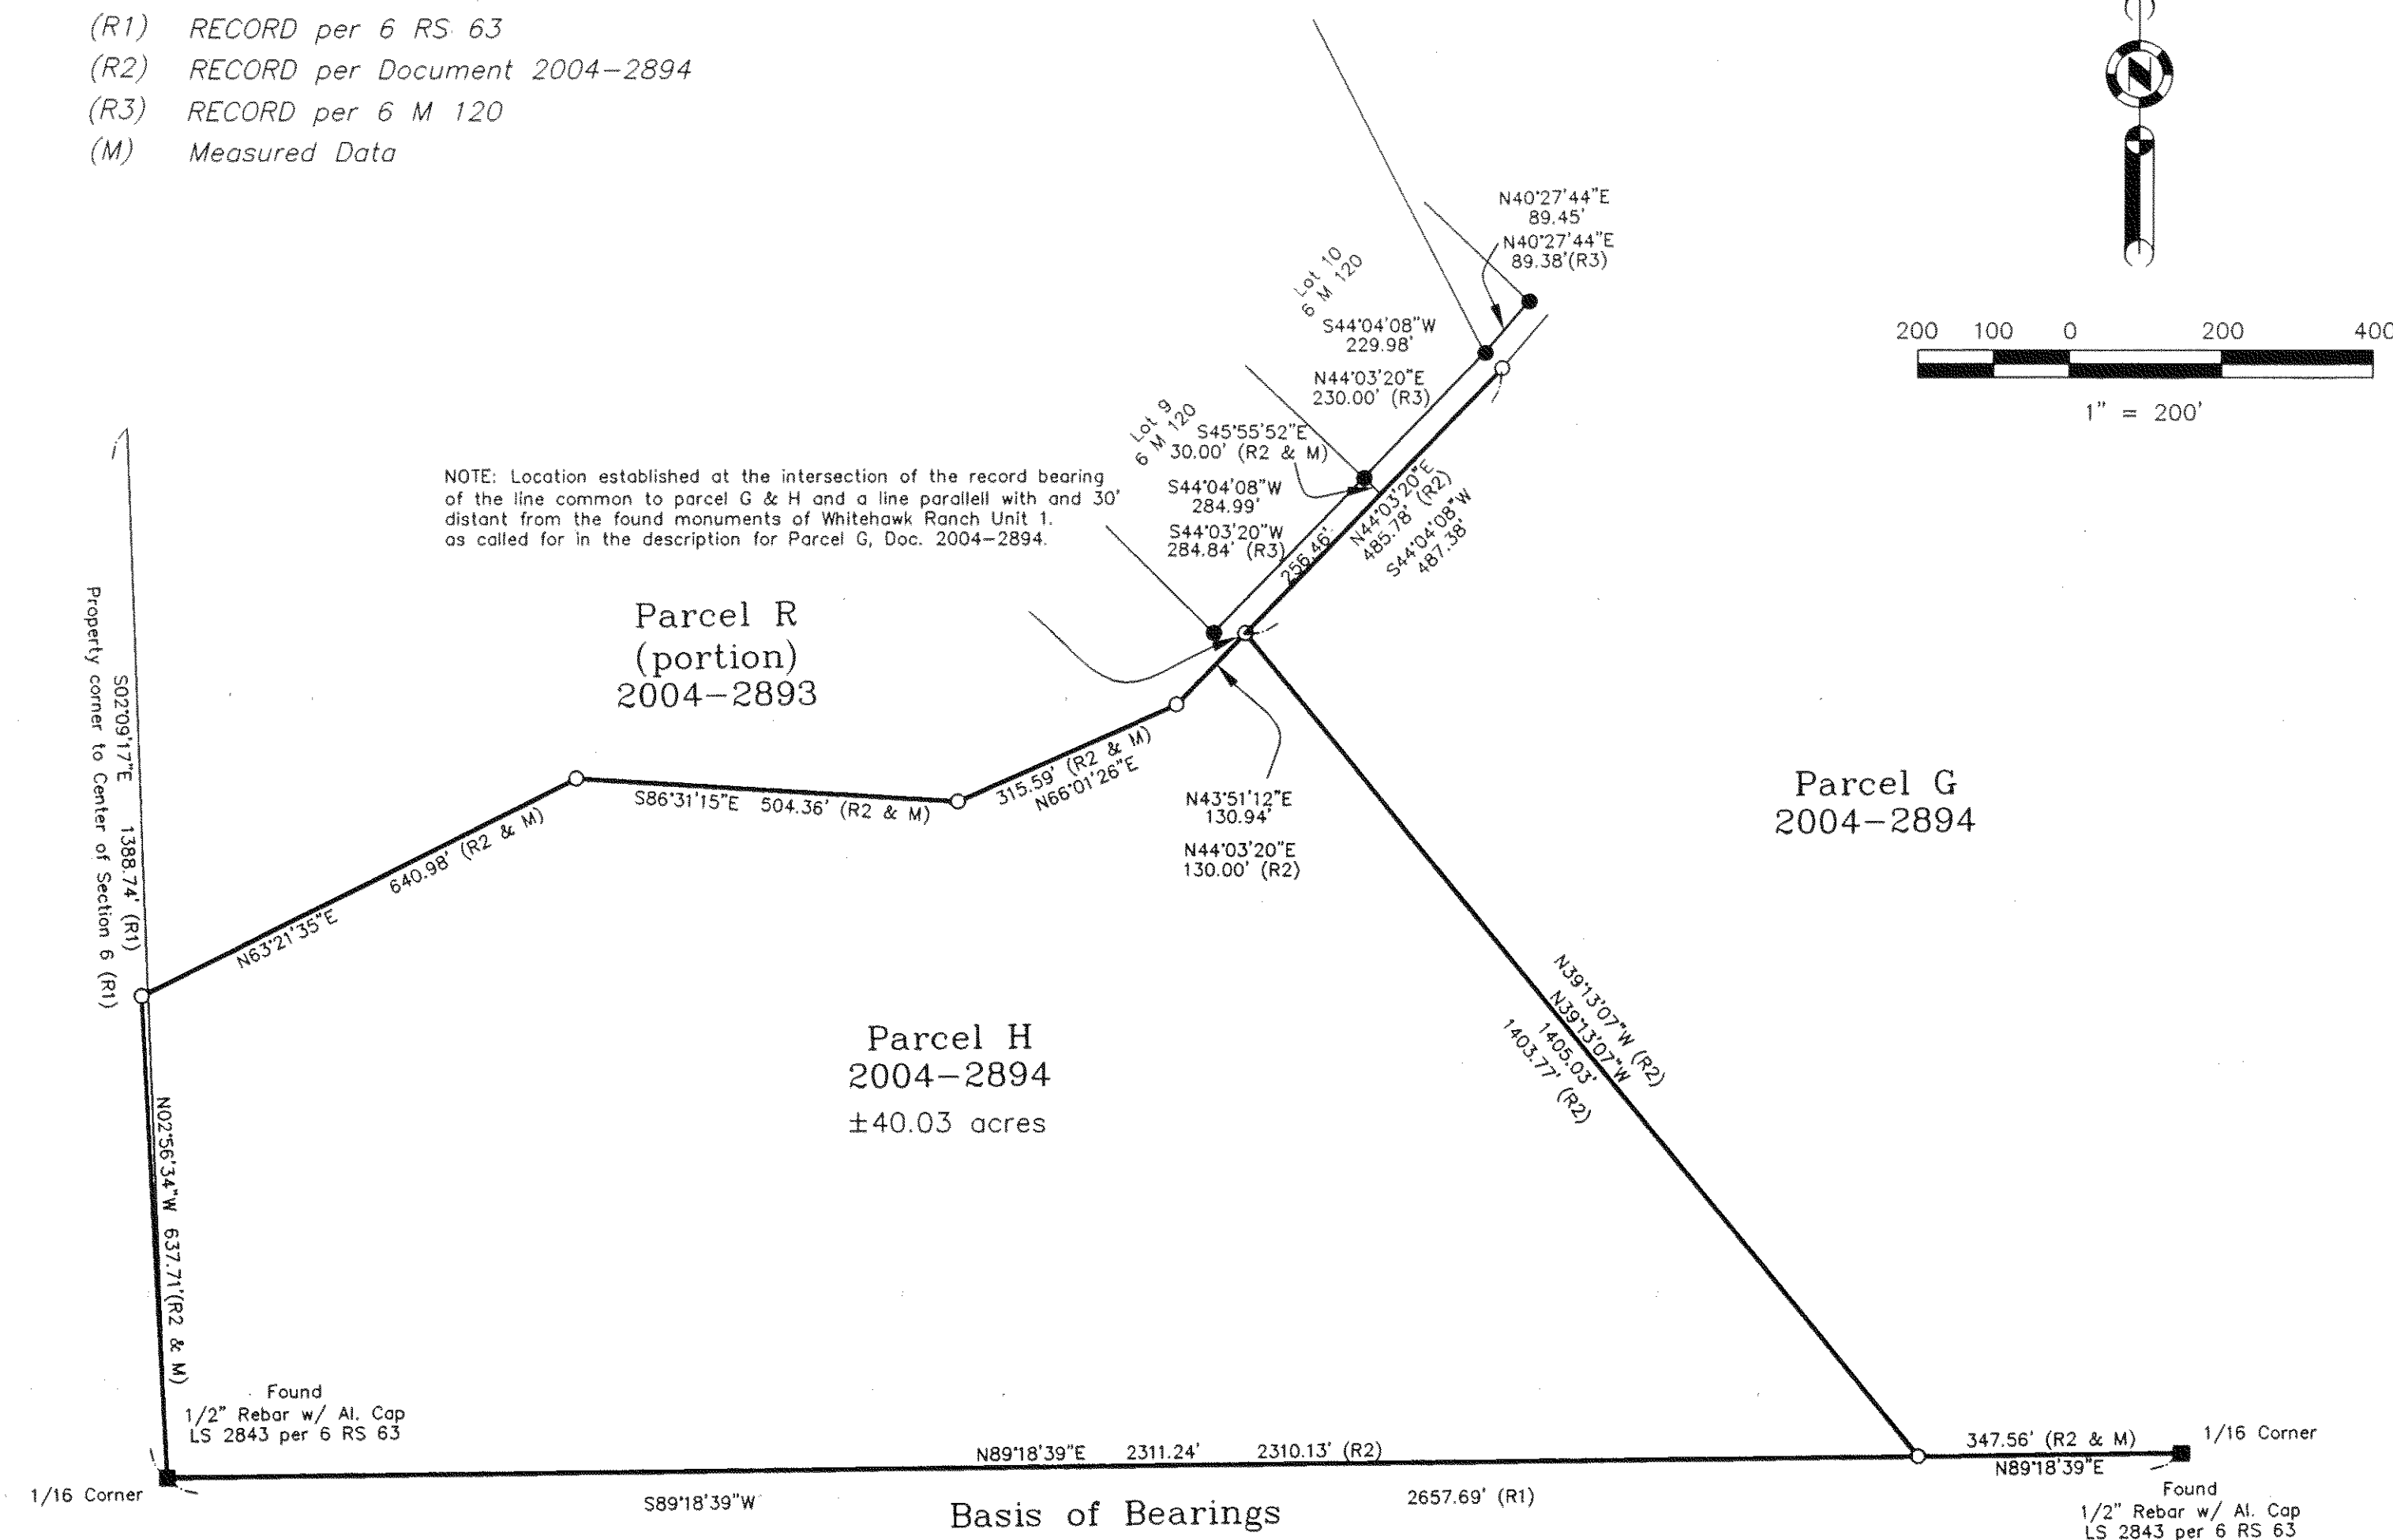 (R1) RECORD per 6 RS 63
(R2) RECORD per Document 2004-2894
(R3) RECORD per 6 M 120
(M) Measured Data
N
200 100 0 200 400
1" = 200'
N40°27'44"E
89.45'
N40°27'44"E
89.38'(R3)
Lot 10
6 M 120
S44°04'08"W
229.98'
N44°03'20"E
230.00' (R3)
Lot 9
6 M 120
S45°55'52"E
30.00' (R2 & M)
S44°04'08"W
284.99'
S44°03'20"W
284.84' (R3)
256.46'
N44°03'20"E
485.78' (R2)
S44°04'08"W
487.38'
NOTE: Location established at the intersection of the record bearing
of the line common to parcel G & H and a line parallell with and 30'
distant from the found monuments of Whitehawk Ranch Unit 1.
as called for in the description for Parcel G, Doc. 2004-2894.
Parcel R
(portion)
2004-2893
S02°09'17"E 1388.74' (R1)
Property corner to Center of Section 6 (R1)
N63°21'35"E 640.98' (R2 & M)
S86°31'15"E 504.36' (R2 & M)
315.59' (R2 & M)
N66°01'26"E
N43°51'12"E
130.94'
N44°03'20"E
130.00' (R2)
Parcel G
2004-2894
N39°13'07"W (R2)
N39°13'07"W
1405.03'
1403.77' (R2)
Parcel H
2004-2894
±40.03 acres
N02°56'34"W 637.71'(R2 & M)
Found
1/2" Rebar w/ Al. Cap
LS 2843 per 6 RS 63
1/16 Corner
N89°18'39"E 2311.24' 2310.13' (R2)
S89°18'39"W 2657.69' (R1)
Basis of Bearings
347.56' (R2 & M)
N89°18'39"E
1/16 Corner
Found
1/2" Rebar w/ Al. Cap
LS 2843 per 6 RS 63